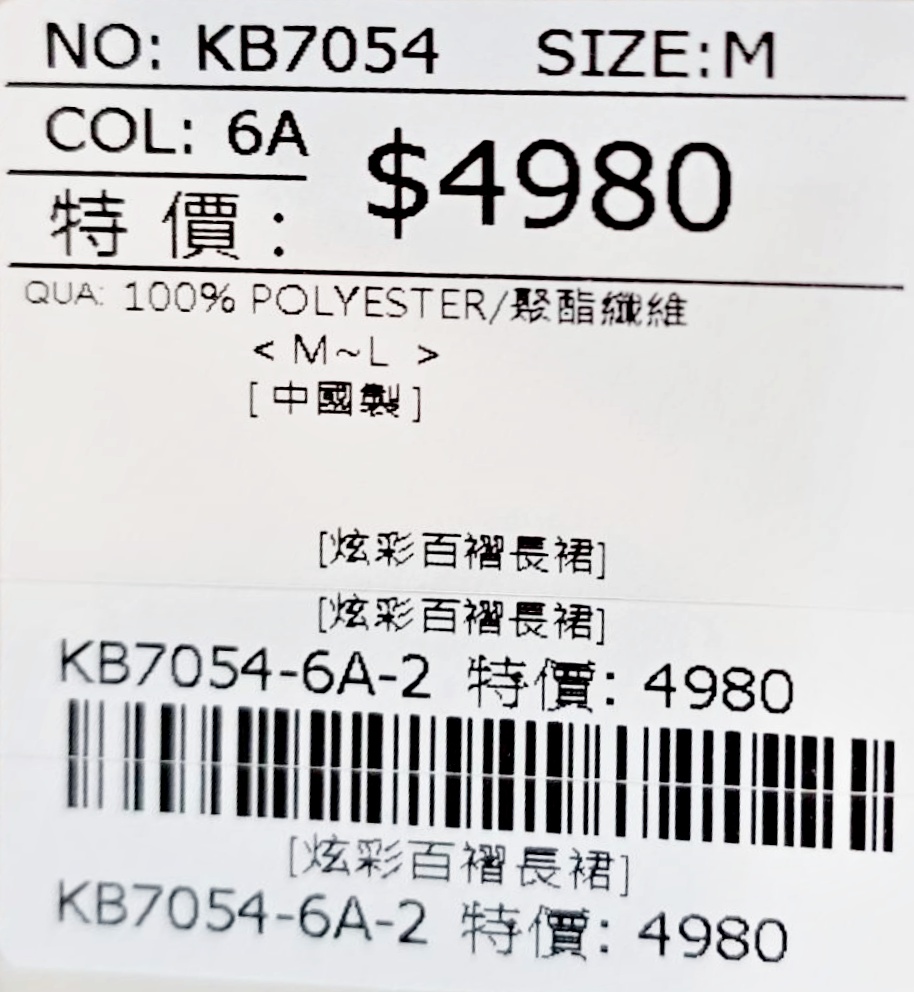 NO: KB7054 SIZE:M
COL: 6A
$4980
特價:
QUA: 100% POLYESTER/聚酯纖維
< M~L >
[中國製]
[炫彩百褶長裙]
[炫彩百褶長裙]
KB7054-6A-2 特價: 4980
[炫彩百褶長裙]
KB7054-6A-2 特價: 4980